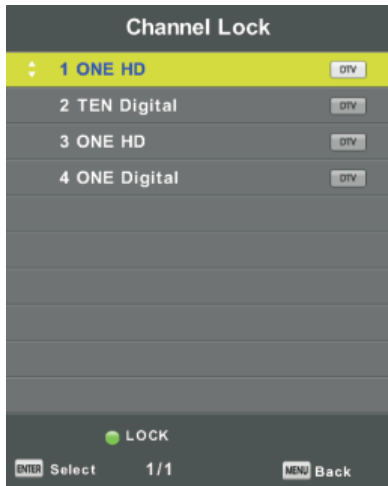 Channel Lock
1 ONE HD DTV
2 TEN Digital DTV
3 ONE HD DTV
4 ONE Digital DTV
LOCK
ENTER Select 1/1 MENU Back